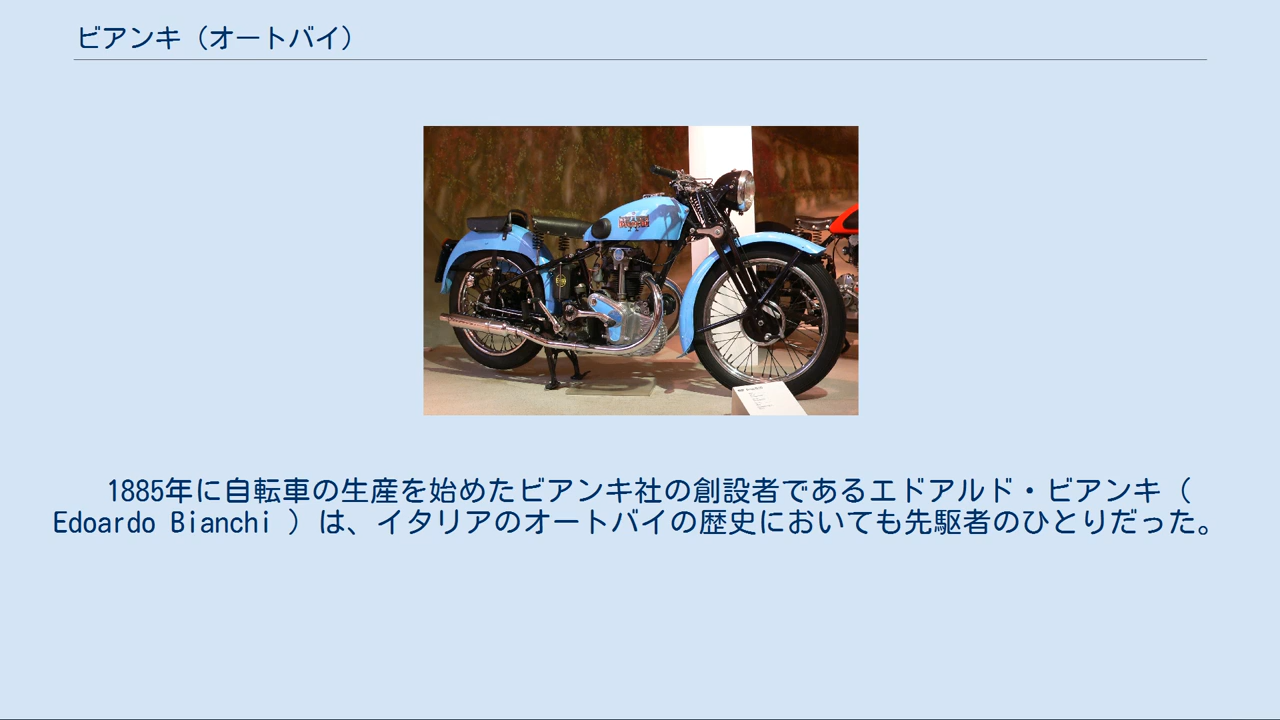 ビアンキ（オートバイ）
1885年に自転車の生産を始めたビアンキ社の創設者であるエドアルド・ビアンキ（
Edoardo Bianchi ）は、イタリアのオートバイの歴史においても先駆者のひとりだった。